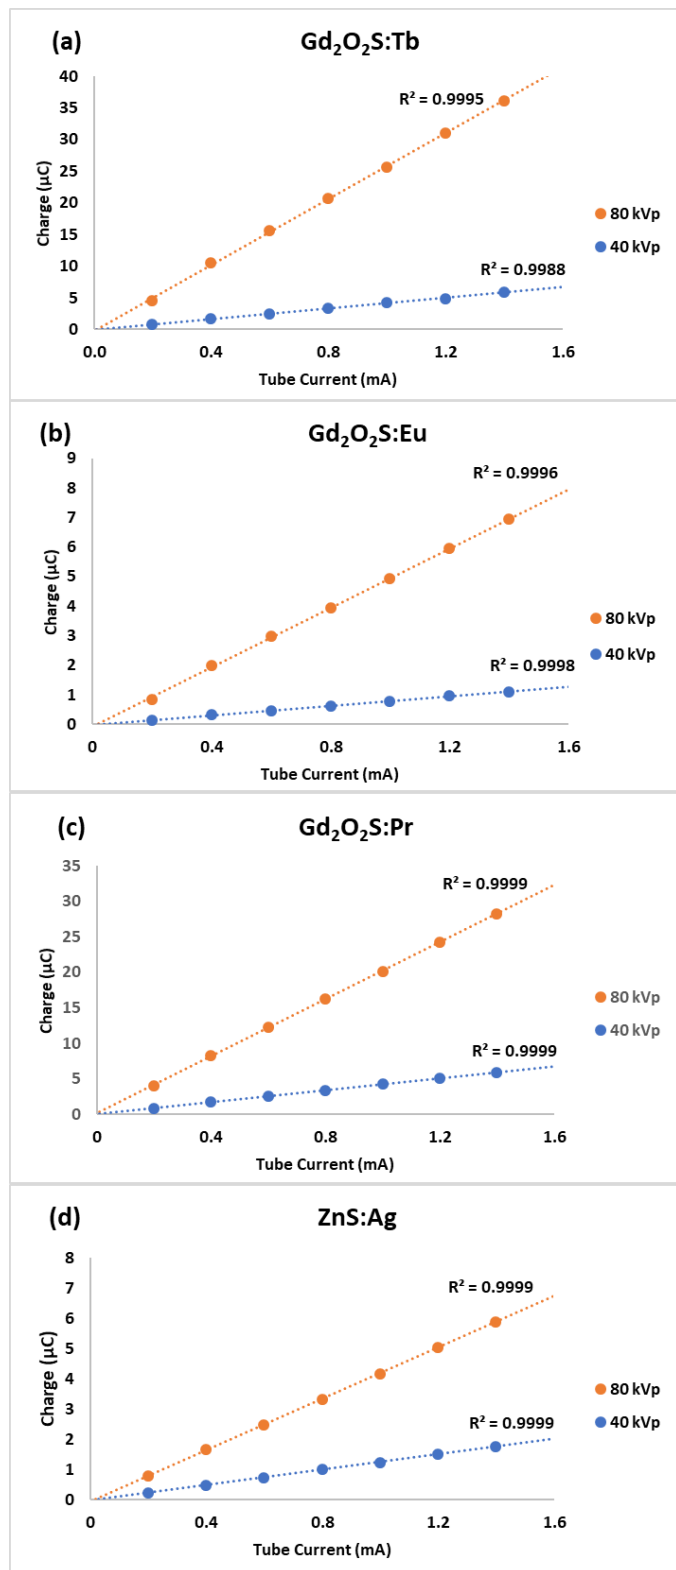 (a) Gd₂O₂S:Tb
40
R² = 0.9995
35
30
25
20
15
10
5
0
Charge (µC)
80 kVp
40 kVp
R² = 0.9988
0.0 0.4 0.8 1.2 1.6
Tube Current (mA)
(b) Gd₂O₂S:Eu
9
R² = 0.9996
8
7
6
5
4
3
2
1
0
Charge (µC)
80 kVp
40 kVp
R² = 0.9998
0 0.4 0.8 1.2 1.6
Tube Current (mA)
(c) Gd₂O₂S:Pr
35
R² = 0.9999
30
25
20
15
10
5
0
Charge (µC)
80 kVp
40 kVp
R² = 0.9999
0 0.4 0.8 1.2 1.6
Tube Current (mA)
(d) ZnS:Ag
8
R² = 0.9999
7
6
5
4
3
2
1
0
Charge (µC)
80 kVp
40 kVp
R² = 0.9999
0 0.4 0.8 1.2 1.6
Tube Current (mA)